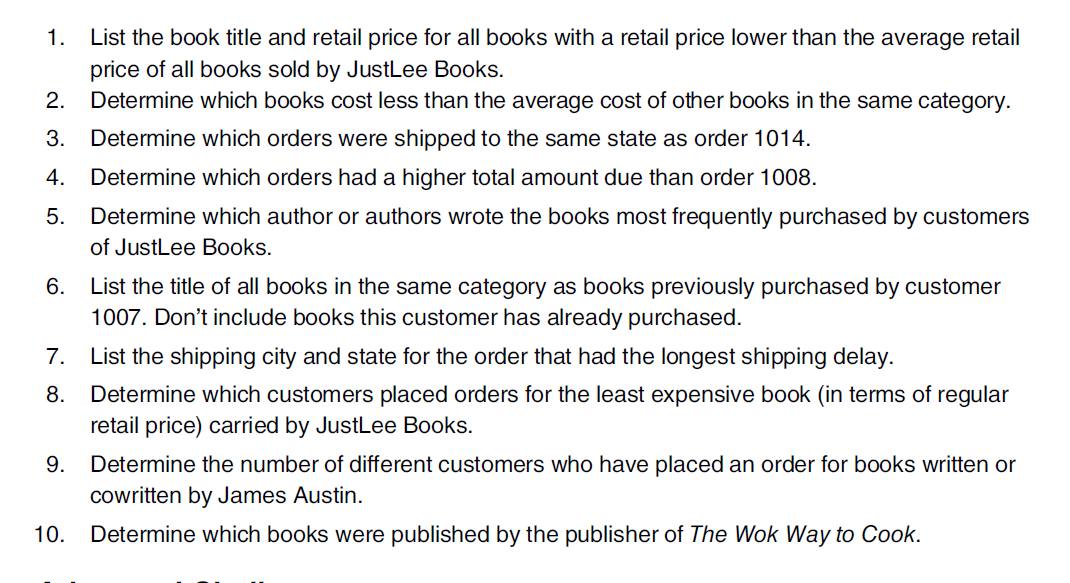 1. List the book title and retail price for all books with a retail price lower than the average retail
price of all books sold by JustLee Books.
2. Determine which books cost less than the average cost of other books in the same category.
3. Determine which orders were shipped to the same state as order 1014.
4. Determine which orders had a higher total amount due than order 1008.
5. Determine which author or authors wrote the books most frequently purchased by customers
of JustLee Books.
6. List the title of all books in the same category as books previously purchased by customer
1007. Don’t include books this customer has already purchased.
7. List the shipping city and state for the order that had the longest shipping delay.
8. Determine which customers placed orders for the least expensive book (in terms of regular
retail price) carried by JustLee Books.
9. Determine the number of different customers who have placed an order for books written or
cowritten by James Austin.
10. Determine which books were published by the publisher of The Wok Way to Cook.